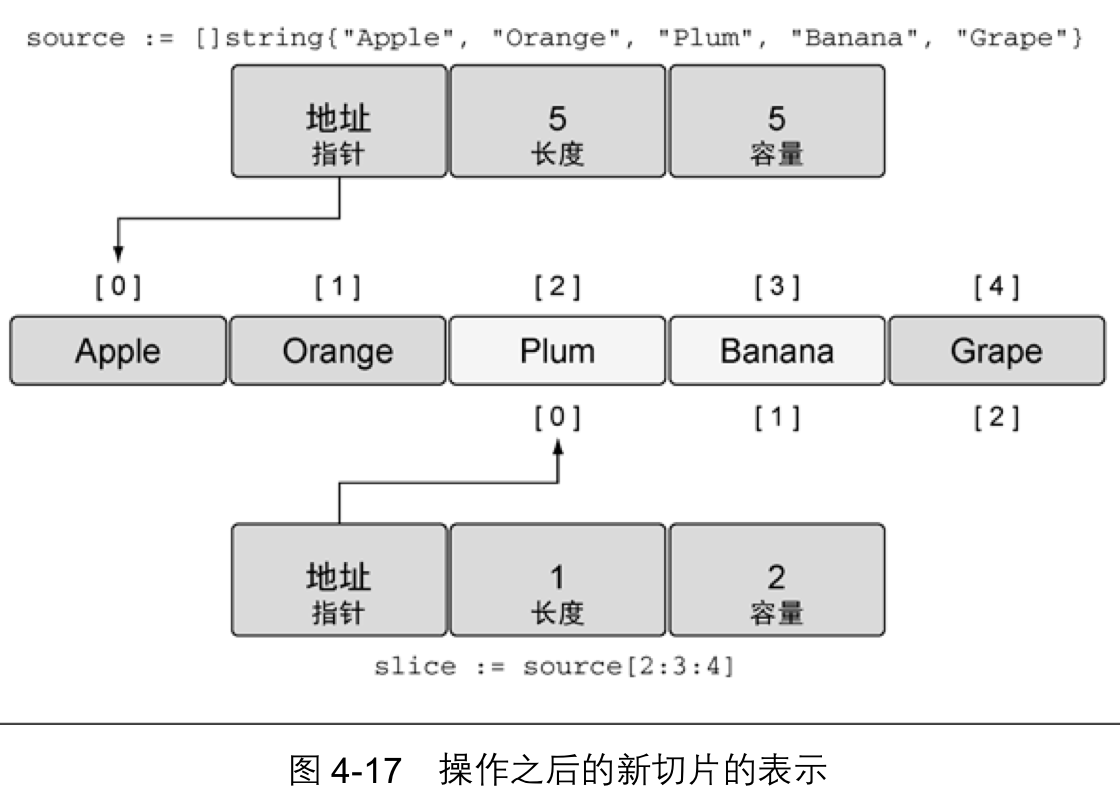 source := []string{"Apple", "Orange", "Plum", "Banana", "Grape"}
地址 5 5
指针 长度 容量
[0] [1] [2] [3] [4]
Apple Orange Plum Banana Grape
[0] [1] [2]
地址 1 2
指针 长度 容量
slice := source[2:3:4]
图 4-17 操作之后的新切片的表示